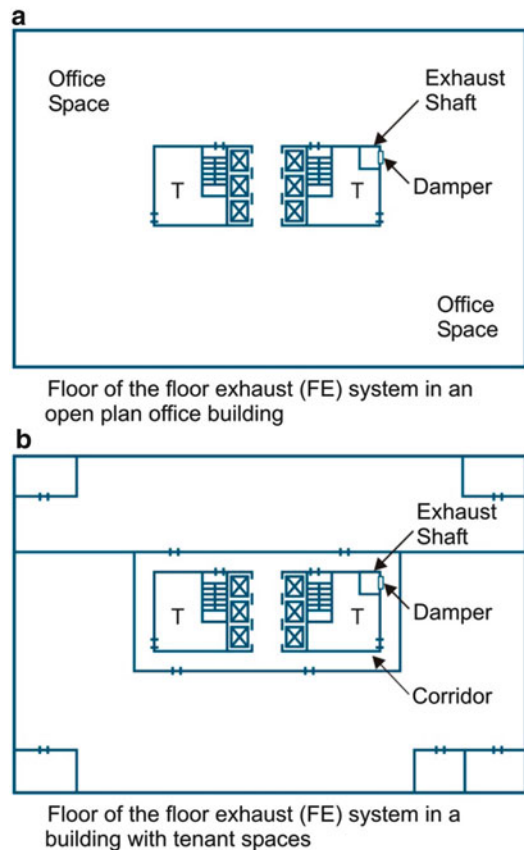 a
Office
Space
Exhaust
Shaft
T
T
Damper
Office
Space
Floor of the floor exhaust (FE) system in an
open plan office building
b
Exhaust
Shaft
T
T
Damper
Corridor
Floor of the floor exhaust (FE) system in a
building with tenant spaces